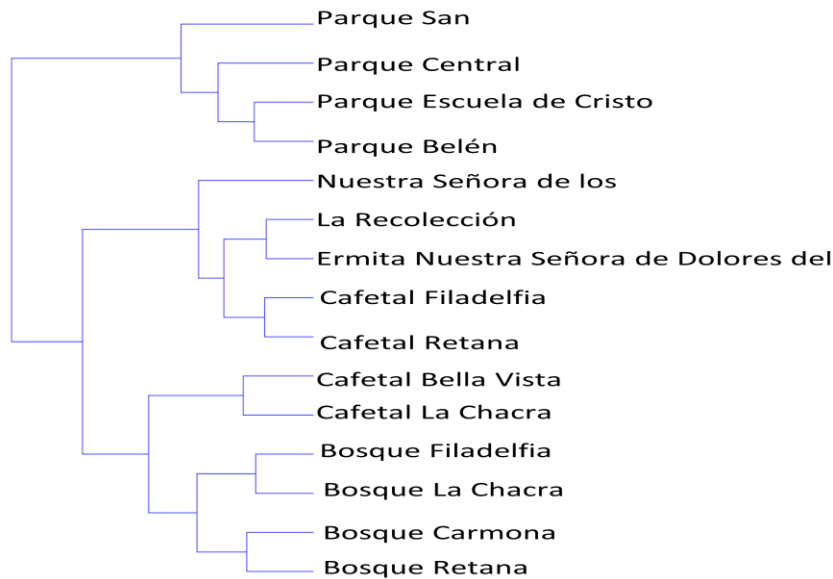 Parque San
Parque Central
Parque Escuela de Cristo
Parque Belén
Nuestra Señora de los
La Recolección
Ermita Nuestra Señora de Dolores del
Cafetal Filadelfia
Cafetal Retana
Cafetal Bella Vista
Cafetal La Chacra
Bosque Filadelfia
Bosque La Chacra
Bosque Carmona
Bosque Retana